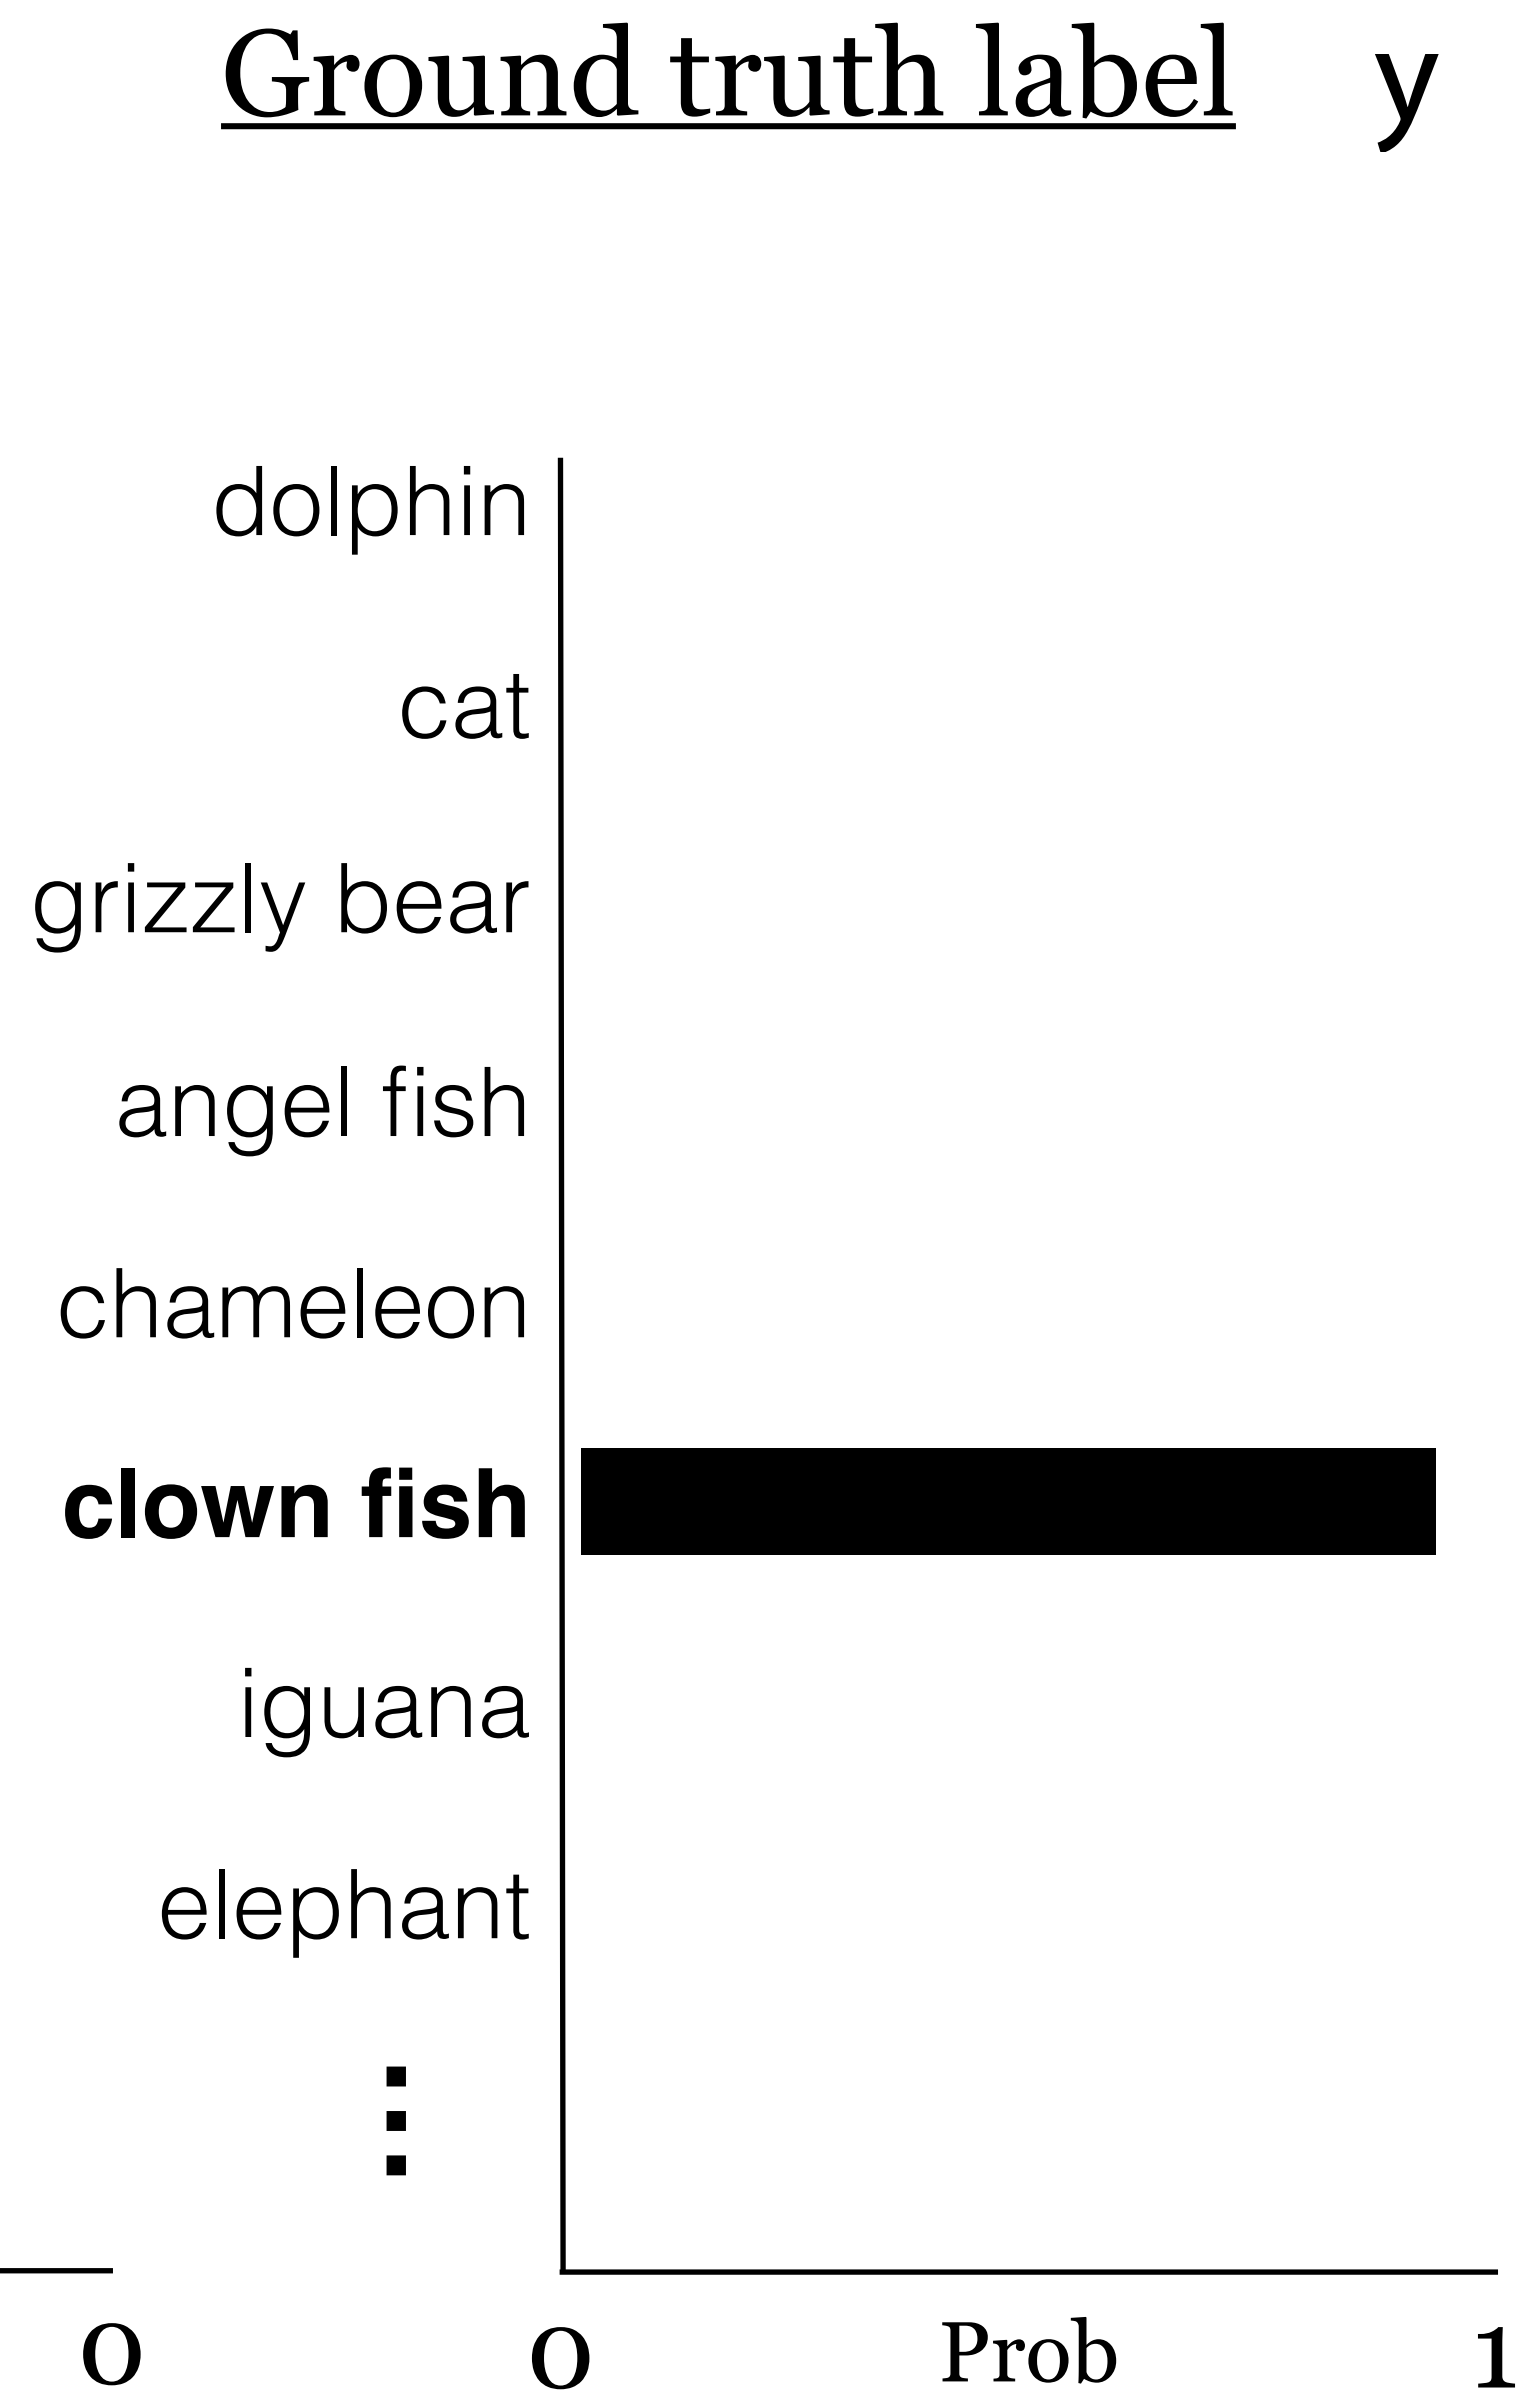 Ground truth label y
dolphin
cat
grizzly bear
angel fish
chameleon
clown fish
iguana
elephant
⋮
0 0 Prob 1